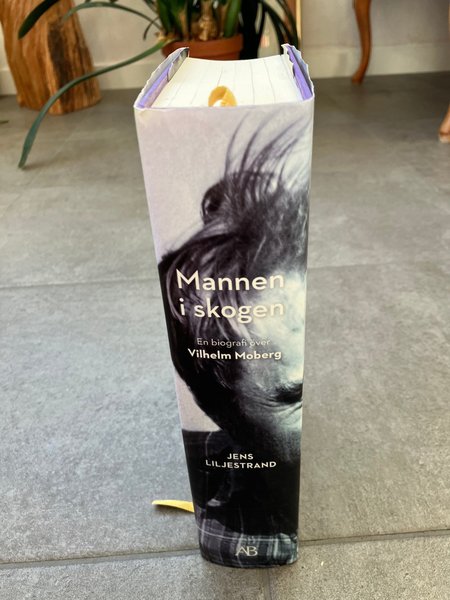 Mannen
i skogen
En biografi över
Vilhelm Moberg
JENS
LILJESTRAND
AB